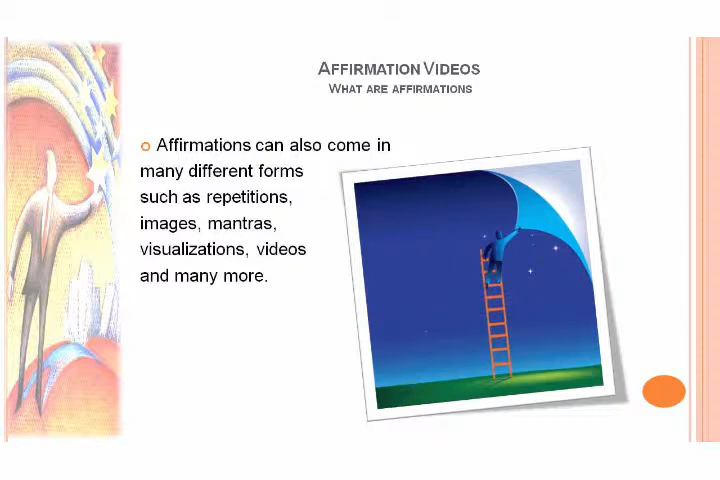 AFFIRMATION VIDEOS
WHAT ARE AFFIRMATIONS
Affirmations can also come in
many different forms
such as repetitions,
images, mantras,
visualizations, videos
and many more.